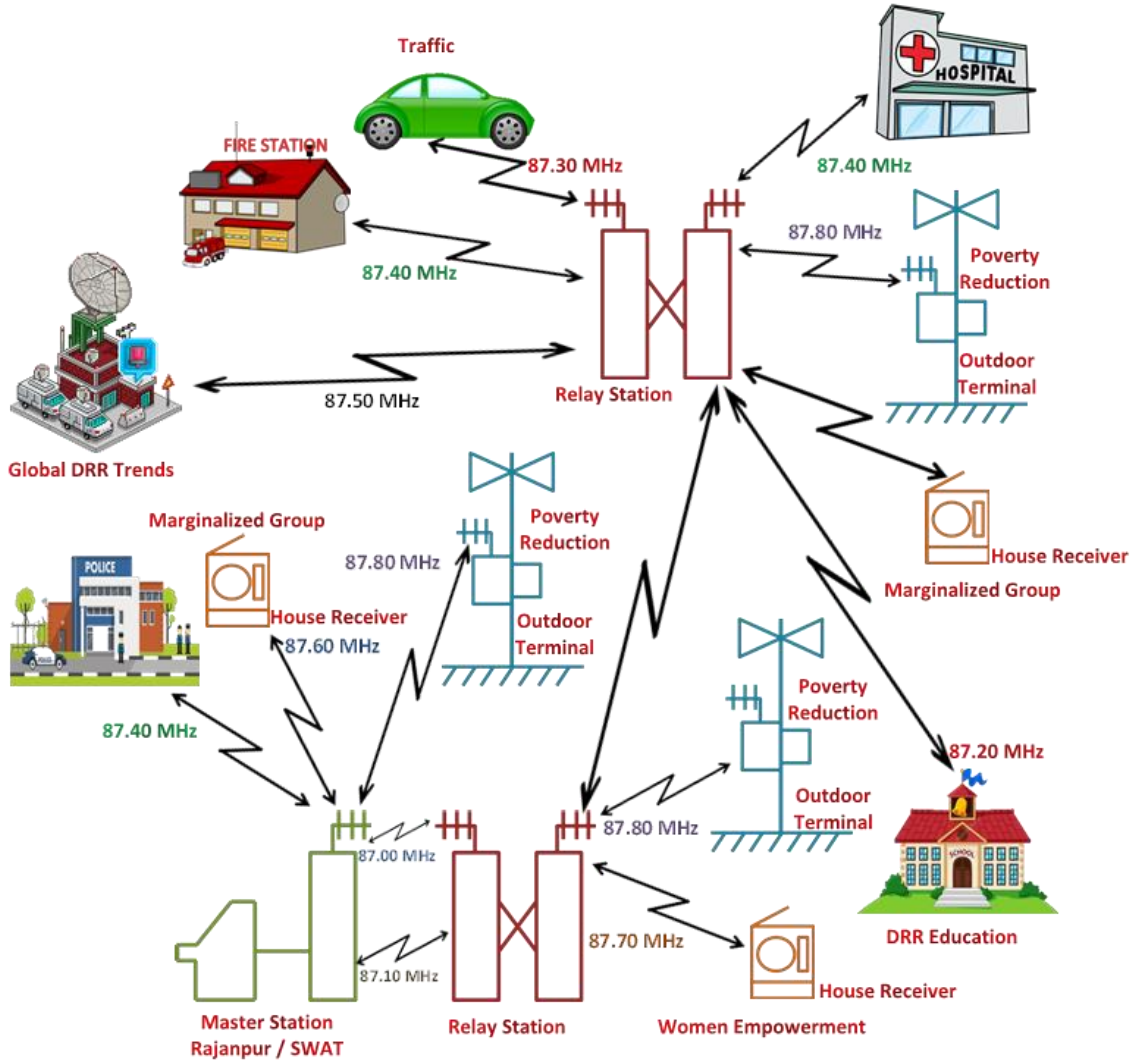 Traffic
HOSPITAL
FIRE STATION
87.30 MHz
87.40 MHz
87.80 MHz
87.40 MHz
Poverty
Reduction
Outdoor
Terminal
Relay Station
87.50 MHz
Global DRR Trends
House Receiver
Marginalized Group
Marginalized Group
POLICE
House Receiver
87.60 MHz
87.80 MHz
Poverty
Reduction
Outdoor
Terminal
87.40 MHz
Poverty
Reduction
Outdoor
Terminal
87.20 MHz
SCHOOL
DRR Education
87.00 MHz
87.80 MHz
87.10 MHz
87.70 MHz
House Receiver
Master Station
Rajanpur / SWAT
Relay Station
Women Empowerment